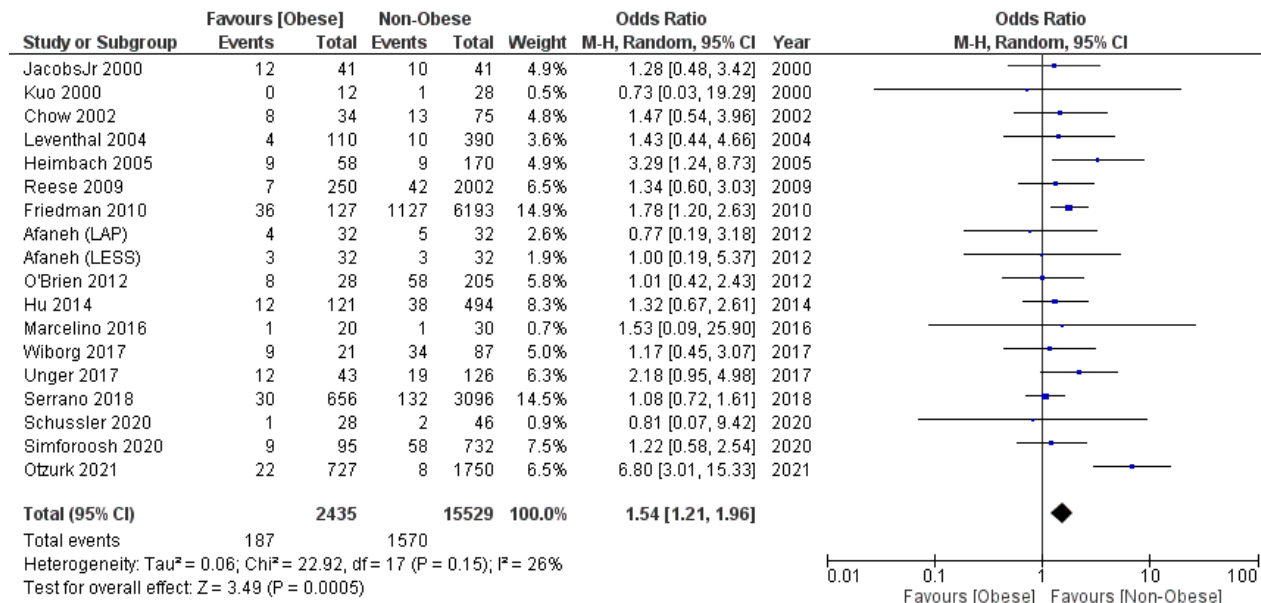 Favours [Obese] Non-Obese Odds Ratio Odds Ratio
Study or Subgroup Events Total Events Total Weight M-H, Random, 95% CI Year M-H, Random, 95% CI
JacobsJr 2000 12 41 10 41 4.9% 1.28 [0.48, 3.42] 2000
Kuo 2000 0 12 1 28 0.5% 0.73 [0.03, 19.29] 2000
Chow 2002 8 34 13 75 4.8% 1.47 [0.54, 3.96] 2002
Leventhal 2004 4 110 10 390 3.6% 1.43 [0.44, 4.66] 2004
Heimbach 2005 9 58 9 170 4.9% 3.29 [1.24, 8.73] 2005
Reese 2009 7 250 42 2002 6.5% 1.34 [0.60, 3.03] 2009
Friedman 2010 36 127 1127 6193 14.9% 1.78 [1.20, 2.63] 2010
Afaneh (LAP) 4 32 5 32 2.6% 0.77 [0.19, 3.18] 2012
Afaneh (LESS) 3 32 3 32 1.9% 1.00 [0.19, 5.37] 2012
O'Brien 2012 8 28 58 205 5.8% 1.01 [0.42, 2.43] 2012
Hu 2014 12 121 38 494 8.3% 1.32 [0.67, 2.61] 2014
Marcelino 2016 1 20 1 30 0.7% 1.53 [0.09, 25.90] 2016
Wiborg 2017 9 21 34 87 5.0% 1.17 [0.45, 3.07] 2017
Unger 2017 12 43 19 126 6.3% 2.18 [0.95, 4.98] 2017
Serrano 2018 30 656 132 3096 14.5% 1.08 [0.72, 1.61] 2018
Schussler 2020 1 28 2 46 0.9% 0.81 [0.07, 9.42] 2020
Simforoosh 2020 9 95 58 732 7.5% 1.22 [0.58, 2.54] 2020
Otzurk 2021 22 727 8 1750 6.5% 6.80 [3.01, 15.33] 2021
Total (95% CI) 2435 15529 100.0% 1.54 [1.21, 1.96]
Total events 187 1570
Heterogeneity: Tau² = 0.06; Chi² = 22.92, df = 17 (P = 0.15); I² = 26%
Test for overall effect: Z = 3.49 (P = 0.0005)
0.01 0.1 1 10 100
Favours [Obese] Favours [Non-Obese]